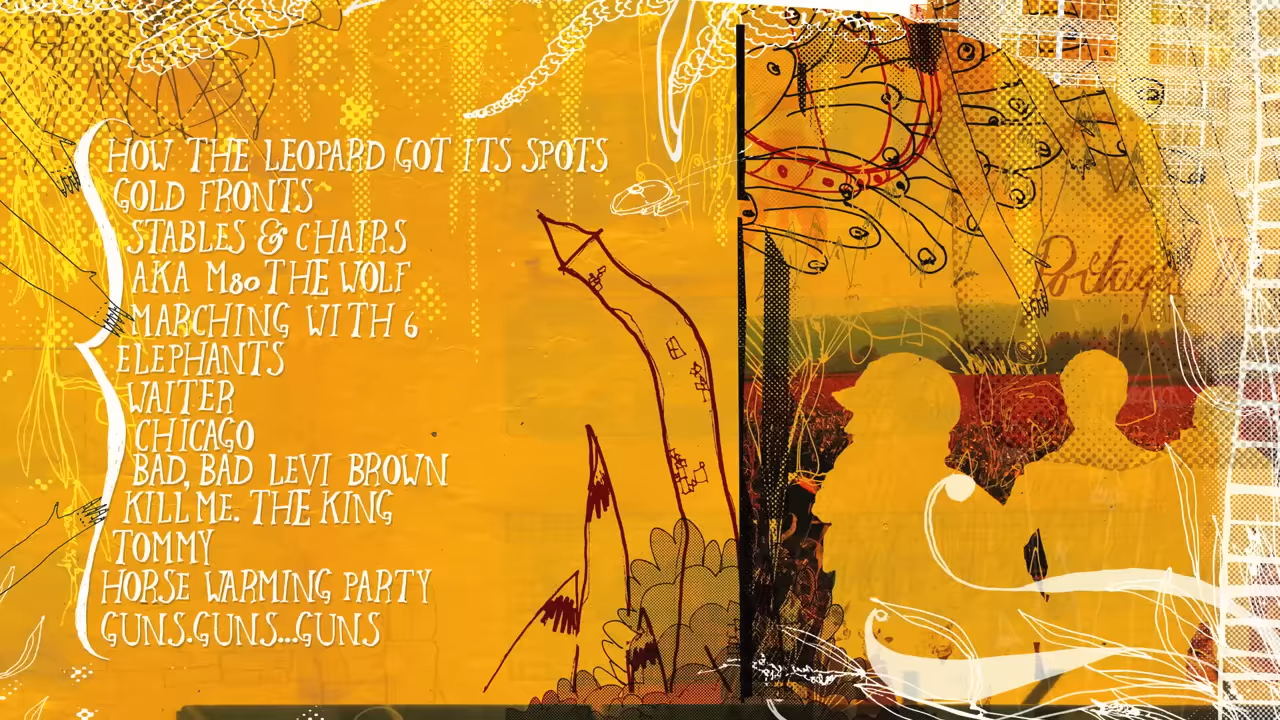 HOW THE LEOPARD GOT ITS SPOTS
GOLD FRONTS
STABLES & CHAIRS
AKA M80 THE WOLF
MARCHING WITH 6
ELEPHANTS
WAITER
CHICAGO
BAD, BAD LEVI BROWN
KILL ME. THE KING
TOMMY
HORSE WARMING PARTY
GUNS.GUNS...GUNS